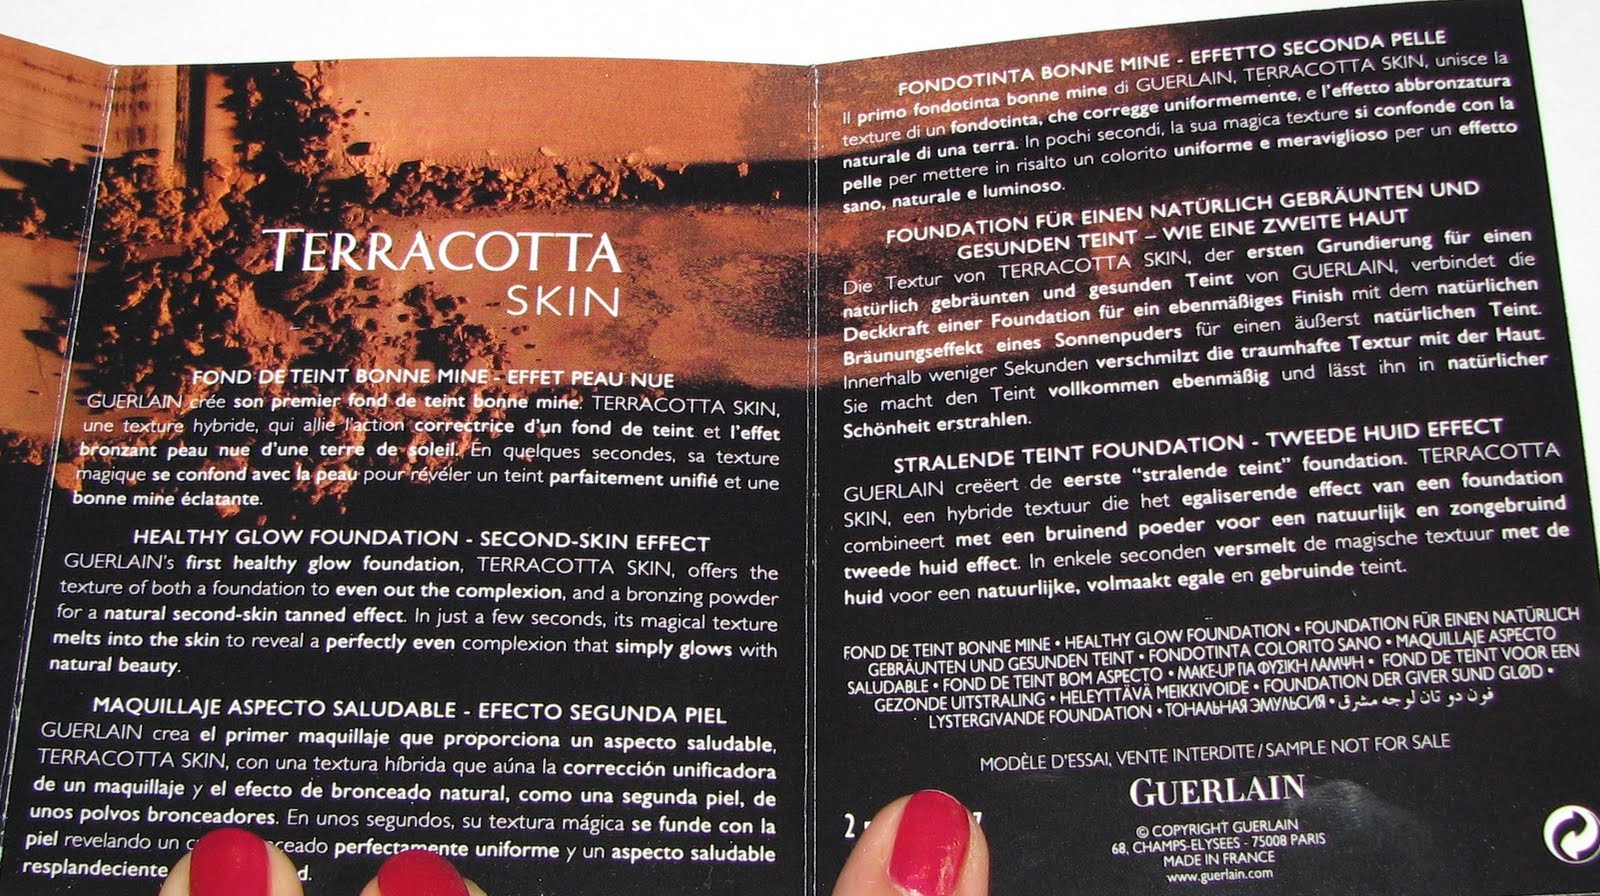 TERRACOTTA
SKIN
FOND DE TEINT BONNE MINE - EFFET PEAU NUE
GUERLAIN crée son premier fond de teint bonne mine. TERRACOTTA SKIN,
une texture hybride, qui allie l'action correctrice d'un fond de teint et l'effet
bronzant peau nue d'une terre de soleil. En quelques secondes, sa texture
magique se confond avec la peau pour révéler un teint parfaitement unifié et une
bonne mine éclatante.
HEALTHY GLOW FOUNDATION - SECOND-SKIN EFFECT
GUERLAIN's first healthy glow foundation, TERRACOTTA SKIN, offers the
texture of both a foundation to even out the complexion, and a bronzing powder
for a natural second-skin tanned effect. In just a few seconds, its magical texture
melts into the skin to reveal a perfectly even complexion that simply glows with
natural beauty.
MAQUILLAJE ASPECTO SALUDABLE - EFECTO SEGUNDA PIEL
GUERLAIN crea el primer maquillaje que proporciona un aspecto saludable,
TERRACOTTA SKIN, con una textura híbrida que aúna la corrección unificadora
de un maquillaje y el efecto de bronceado natural, como una segunda piel, de
unos polvos bronceadores. En unos segundos, su textura mágica se funde con la
piel revelando un perfectamente uniforme y un aspecto saludable
resplandeciente
FONDOTINTA BONNE MINE - EFFETTO SECONDA PELLE
Il primo fondotinta bonne mine di GUERLAIN, TERRACOTTA SKIN, unisce la
texture di un fondotinta, che corregge uniformemente, e l'effetto abbronzatura
naturale di una terra. In pochi secondi, la sua magica texture si confonde con la
pelle per mettere in risalto un colorito uniforme e meraviglioso per un effetto
sano, naturale e luminoso.
FOUNDATION FÜR EINEN NATÜRLICH GEBRÄUNTEN UND
GESUNDEN TEINT – WIE EINE ZWEITE HAUT
Die Textur von TERRACOTTA SKIN, der ersten Grundierung für einen
natürlich gebräunten und gesunden Teint von GUERLAIN, verbindet die
Deckkraft einer Foundation für ein ebenmäßiges Finish mit dem natürlichen
Bräunungseffekt eines Sonnenpuders für einen äußerst natürlichen Teint.
Innerhalb weniger Sekunden verschmilzt die traumhafte Textur mit der Haut.
Sie macht den Teint vollkommen ebenmäßig und lässt ihn in natürlicher
Schönheit erstrahlen.
STRALENDE TEINT FOUNDATION - TWEEDE HUID EFFECT
GUERLAIN creëert de eerste "stralende teint" foundation. TERRACOTTA
SKIN, een hybride textuur die het egaliserende effect van een foundation
combineert met een bruinend poeder voor een natuurlijk en zongebruind
tweede huid effect. In enkele seconden versmelt de magische textuur met de
huid voor een natuurlijke, volmaakt egale en gebruinde teint.
FOND DE TEINT BONNE MINE • HEALTHY GLOW FOUNDATION • FOUNDATION FÜR EINEN NATÜRLICH
GEBRÄUNTEN UND GESUNDEN TEINT • FONDOTINTA COLORITO SANO • MAQUILLAJE ASPECTO
SALUDABLE • FOND DE TEINT BOM ASPECTO • MAKE-UP ΓΙΑ ΦΥΣΙΚΗ ΛΑΜΨΗ • FOND DE TEINT VOOR EEN
GEZONDE UITSTRALING • HELEYTTÄVÄ MEIKKIVOIDE • FOUNDATION DER GIVER SUND GLØD •
LYSTERGIVANDE FOUNDATION • ТОНАЛЬНАЯ ЭМУЛЬСИЯ • فون دو تان لوجه مشرق
MODÈLE D'ESSAI, VENTE INTERDITE / SAMPLE NOT FOR SALE
GUERLAIN
2
© COPYRIGHT GUERLAIN
68, CHAMPS-ELYSEES - 75008 PARIS
MADE IN FRANCE
www.guerlain.com